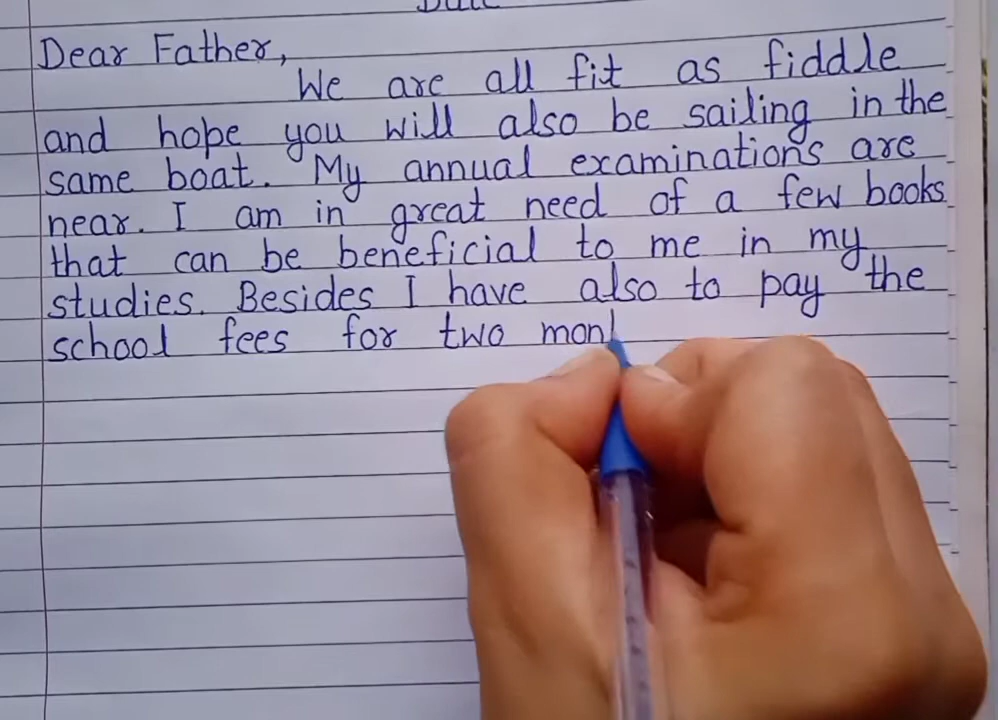 Date
Dear Father,
We are all fit as fiddle
and hope you will also be sailing in the
same boat. My annual examinations are
near. I am in great need of a few books
that can be beneficial to me in my
studies. Besides I have also to pay the
school fees for two mon